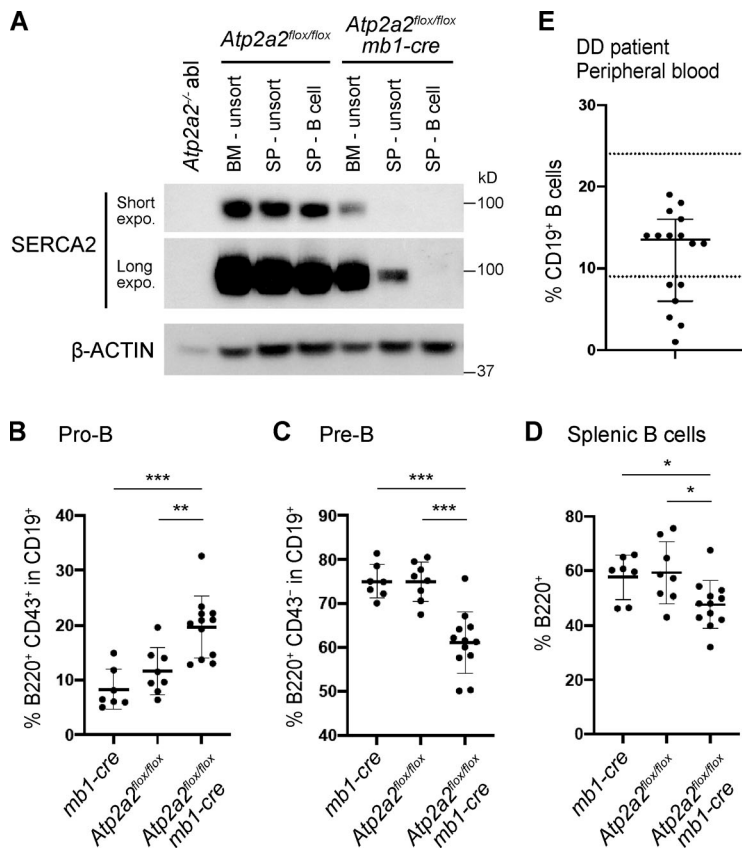 A
Atp2a2flox/flox
Atp2a2flox/flox
mb1-cre
Atp2a2-/- abl
BM - unsort
SP - unsort
SP - B cell
BM - unsort
SP - unsort
SP - B cell
kD
SERCA2
Short
expo.
100
Long
expo.
100
β-ACTIN
37
E
DD patient
Peripheral blood
% CD19+ B cells
30
20
10
0
B
Pro-B
***
**
% B220+ CD43+ in CD19+
40
30
20
10
0
mb1-cre
Atp2a2flox/flox
Atp2a2flox/flox
mb1-cre
C
Pre-B
***
***
% B220+ CD43− in CD19+
90
80
70
60
50
40
mb1-cre
Atp2a2flox/flox
Atp2a2flox/flox
mb1-cre
D
Splenic B cells
*
*
% B220+
80
60
40
20
0
mb1-cre
Atp2a2flox/flox
Atp2a2flox/flox
mb1-cre